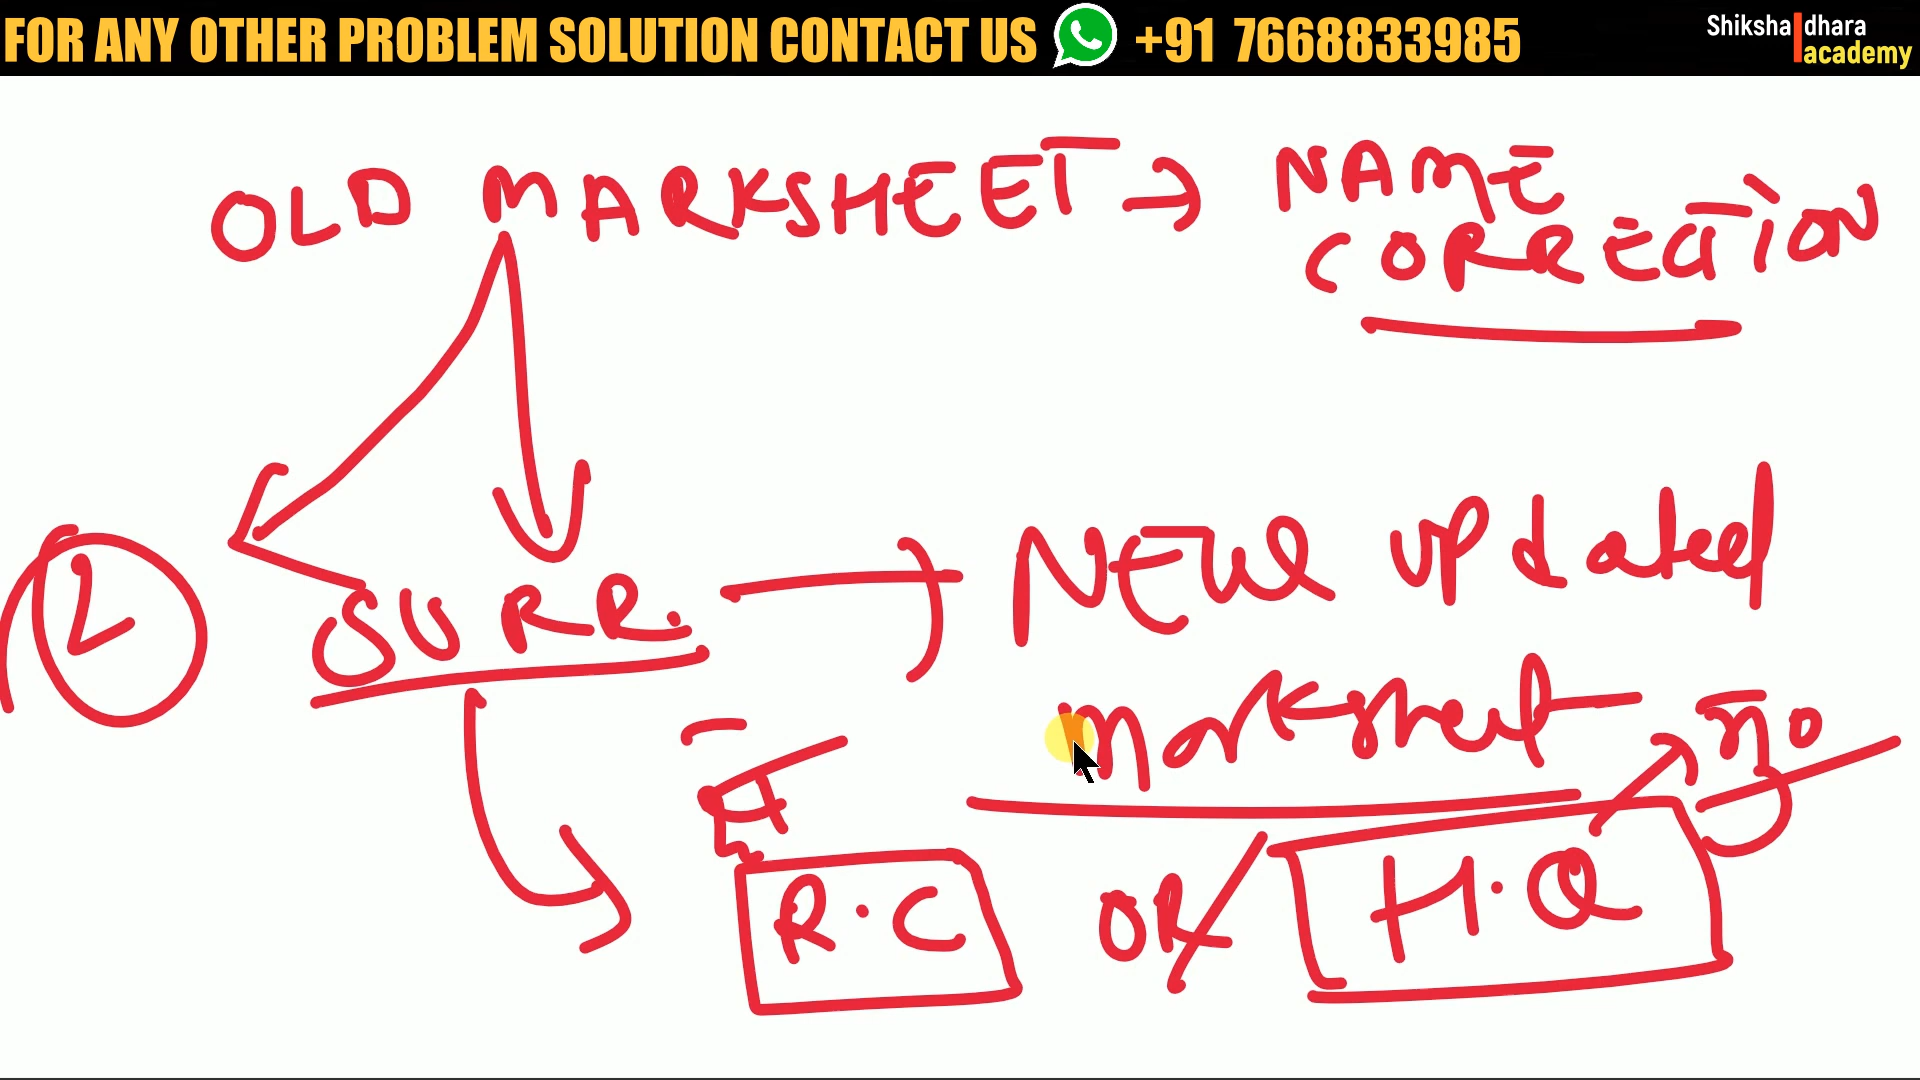 FOR ANY OTHER PROBLEM SOLUTION CONTACT US +91 7668833985
Shiksha dhara
academy
OLD MARKSHEET → NAME
CORRECTION
2
SURR. → NEW updated
Marksheet
R.C OR H.Q